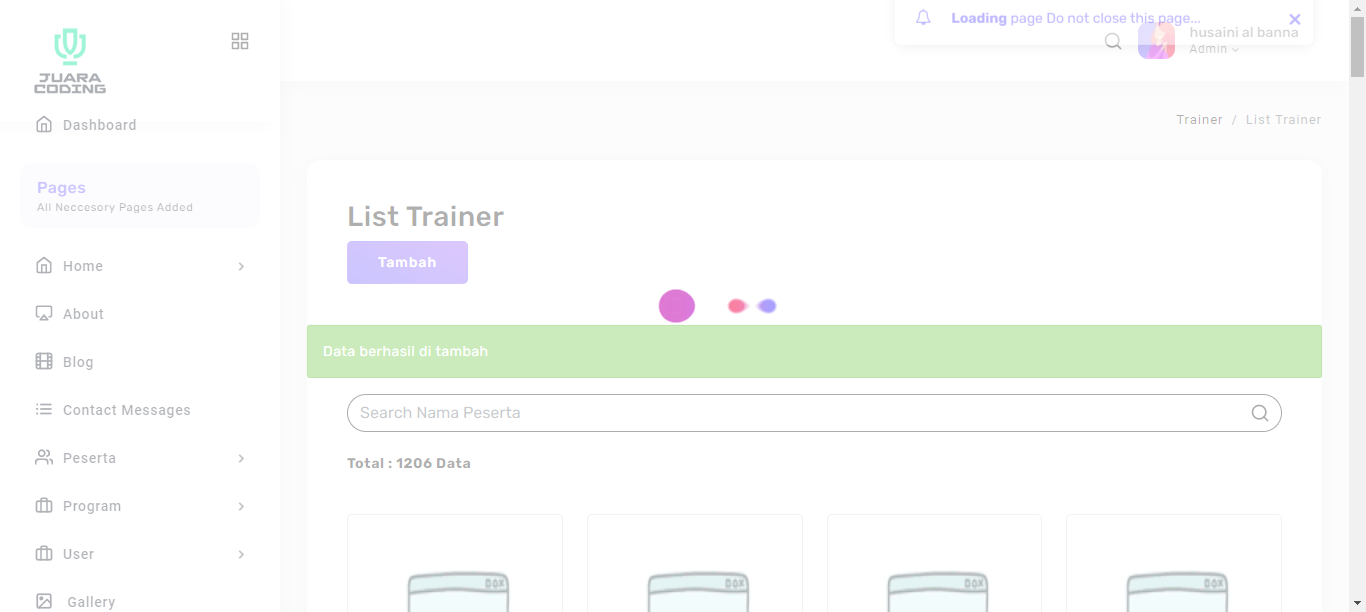 JUARA
CODING
Loading page Do not close this page...
husaini al banna
Admin
Dashboard
Trainer / List Trainer
Pages
All Neccesory Pages Added
List Trainer
Tambah
Home
About
Data berhasil di tambah
Blog
Search Nama Peserta
Contact Messages
Peserta
Total : 1206 Data
Program
User
Gallery